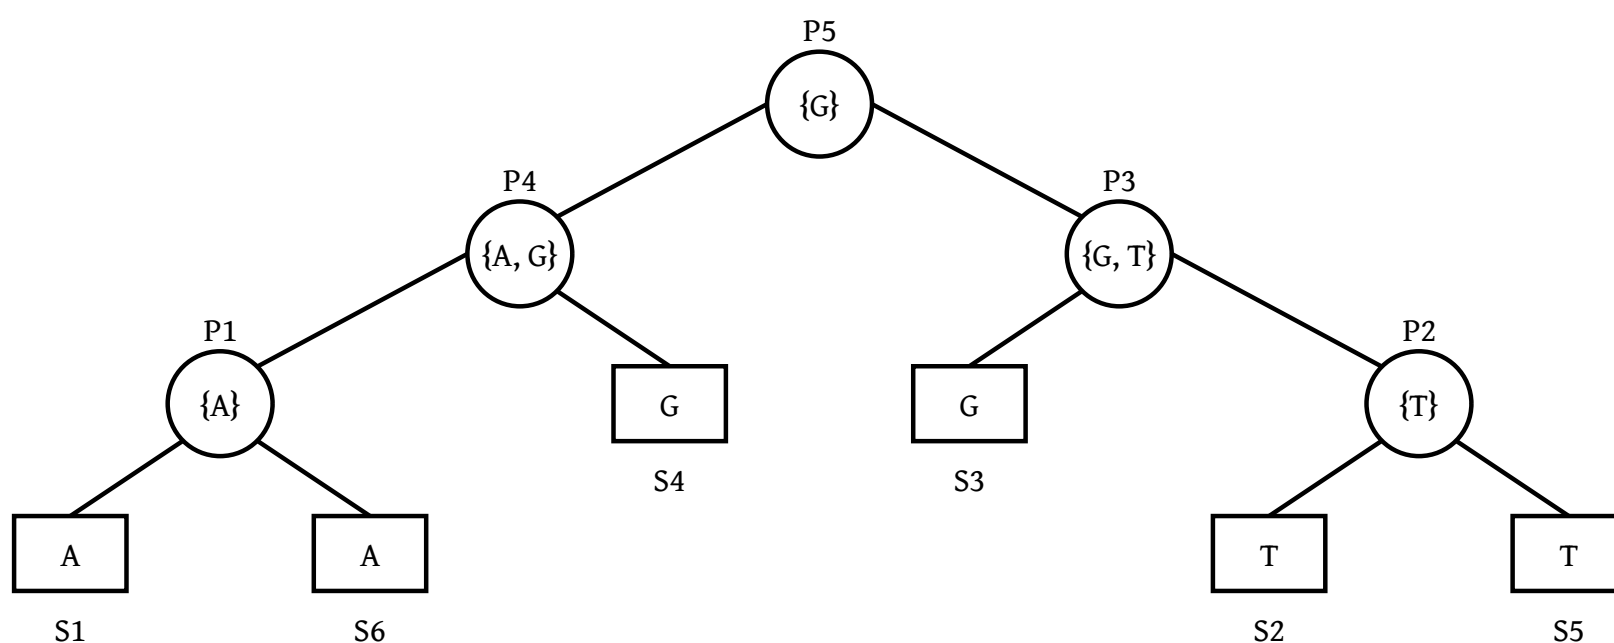 P5
{G}
P4
P3
{A, G}
{G, T}
P1
P2
{A}
G
G
{T}
S4
S3
A
A
T
T
S1
S6
S2
S5